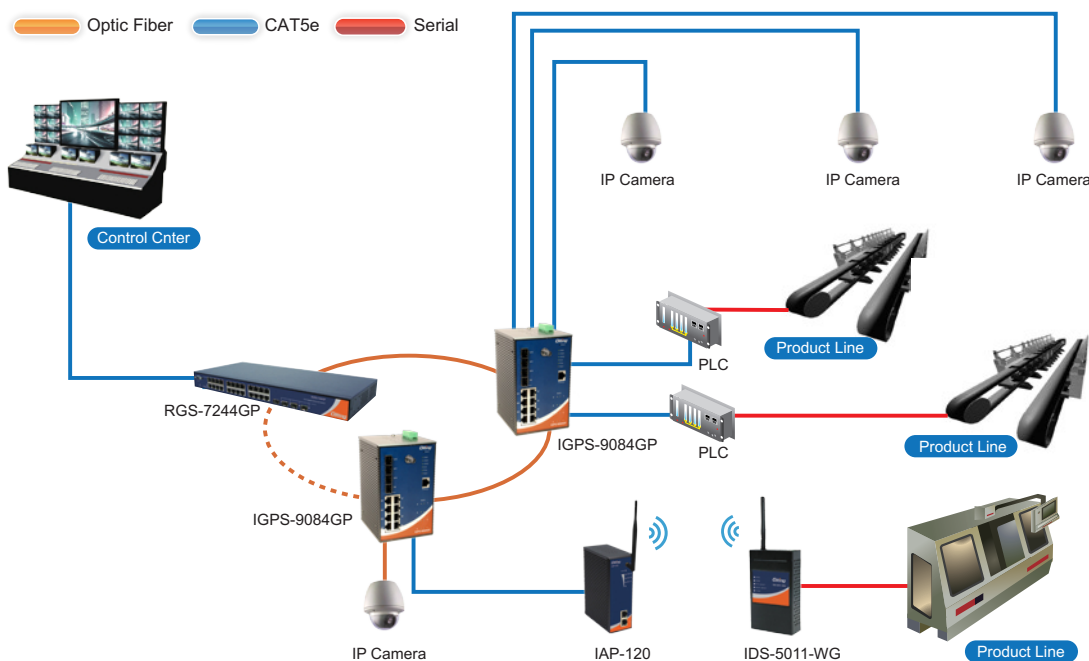 Optic Fiber
CAT5e
Serial
IP Camera
IP Camera
IP Camera
Control Cnter
PLC
Product Line
RGS-7244GP
IGPS-9084GP
PLC
Product Line
IGPS-9084GP
IP Camera
IAP-120
IDS-5011-WG
Product Line